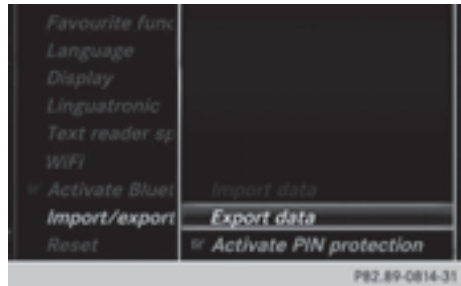 Favourite func
Language
Display
Linguatronic
Text reader sp
WiFi
Activate Bluet
Import data
Import/export
Export data
Reset
Activate PIN protection
P82.89-0814-31